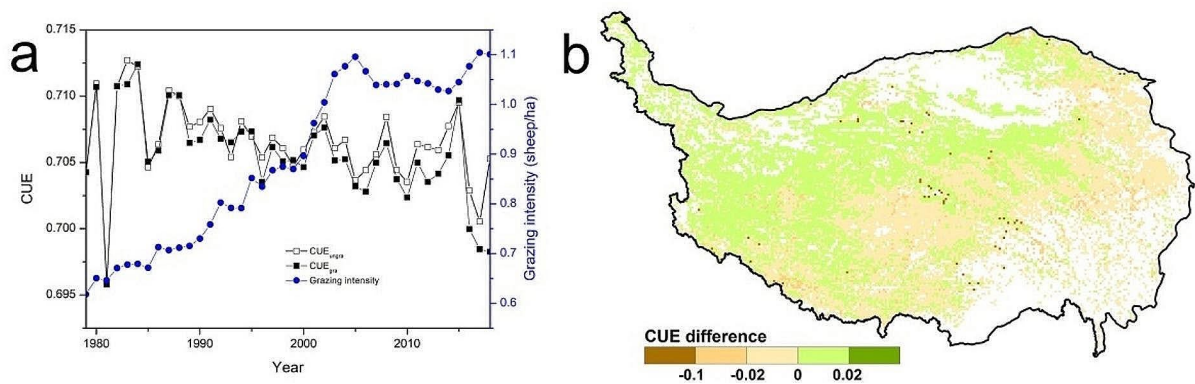 a
0.715
0.710
0.705
0.700
0.695
CUE
1980
1990
2000
2010
Year
1.1
1.0
0.9
0.8
0.7
0.6
Grazing intensity (sheep/ha)
CUEungra
CUEgra
Grazing intensity
b
CUE difference
-0.1 -0.02 0 0.02